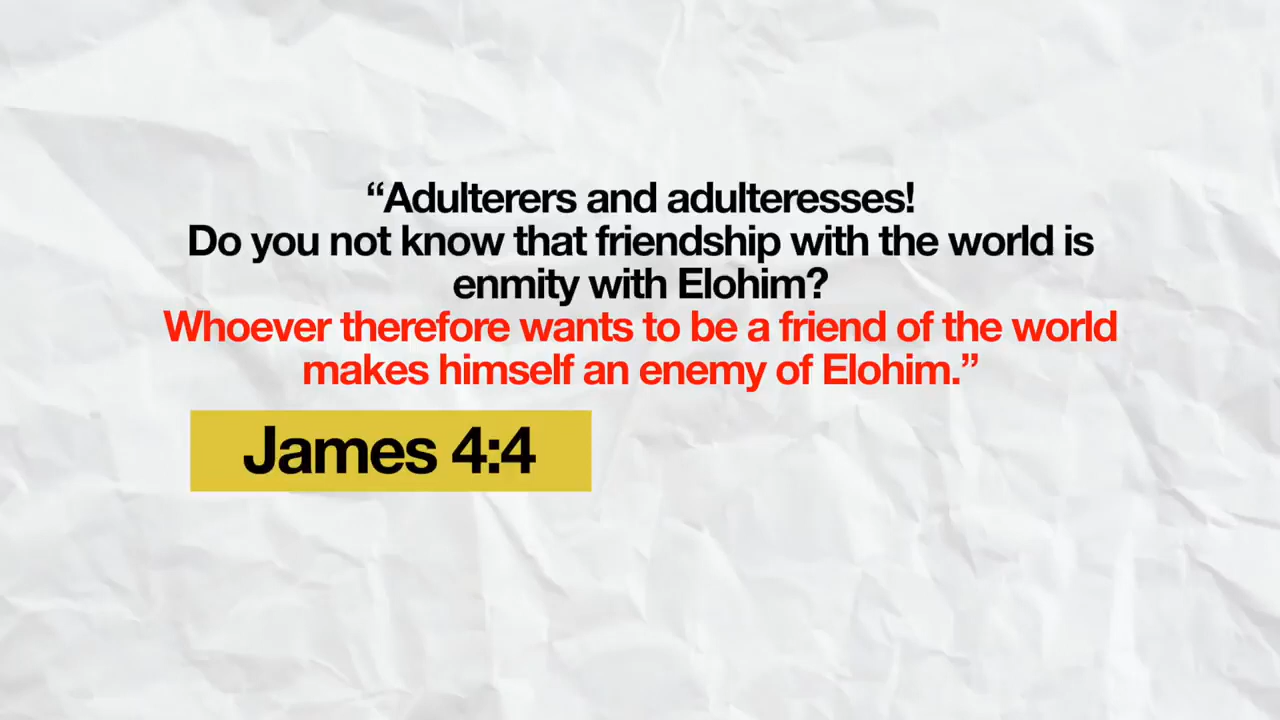 “Adulterers and adulteresses!
Do you not know that friendship with the world is
enmity with Elohim?
Whoever therefore wants to be a friend of the world
makes himself an enemy of Elohim.”
James 4:4